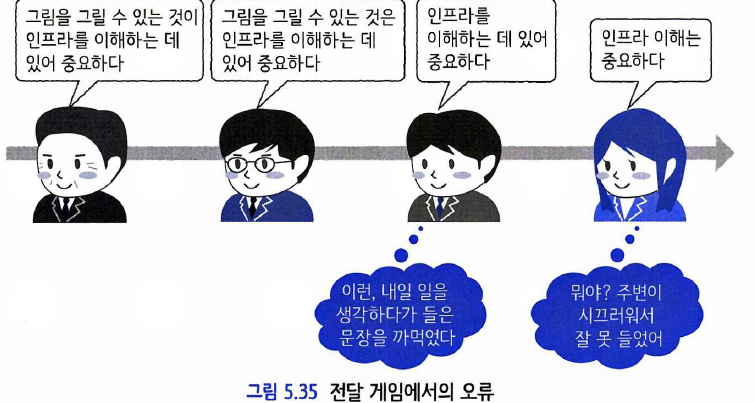 그림을 그릴 수 있는 것이
인프라를 이해하는 데
있어 중요하다
그림을 그릴 수 있는 것은
인프라를 이해하는 데
있어 중요하다
인프라를
이해하는 데 있어
중요하다
인프라 이해는
중요하다
이런, 내일 일을
생각하다가 들은
문장을 까먹었다
뭐야? 주변이
시끄러워서
잘 못 들었어
그림 5.35 전달 게임에서의 오류